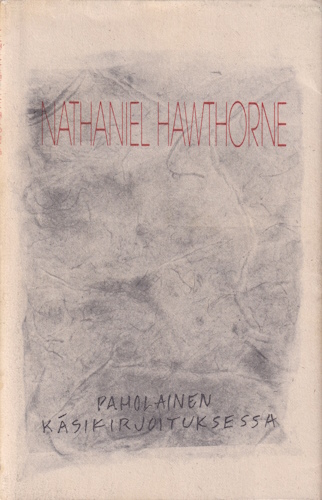 NATHANIEL HAWTHORNE
PAHOLAINEN
KÄSIKIRJOITUKSESSA